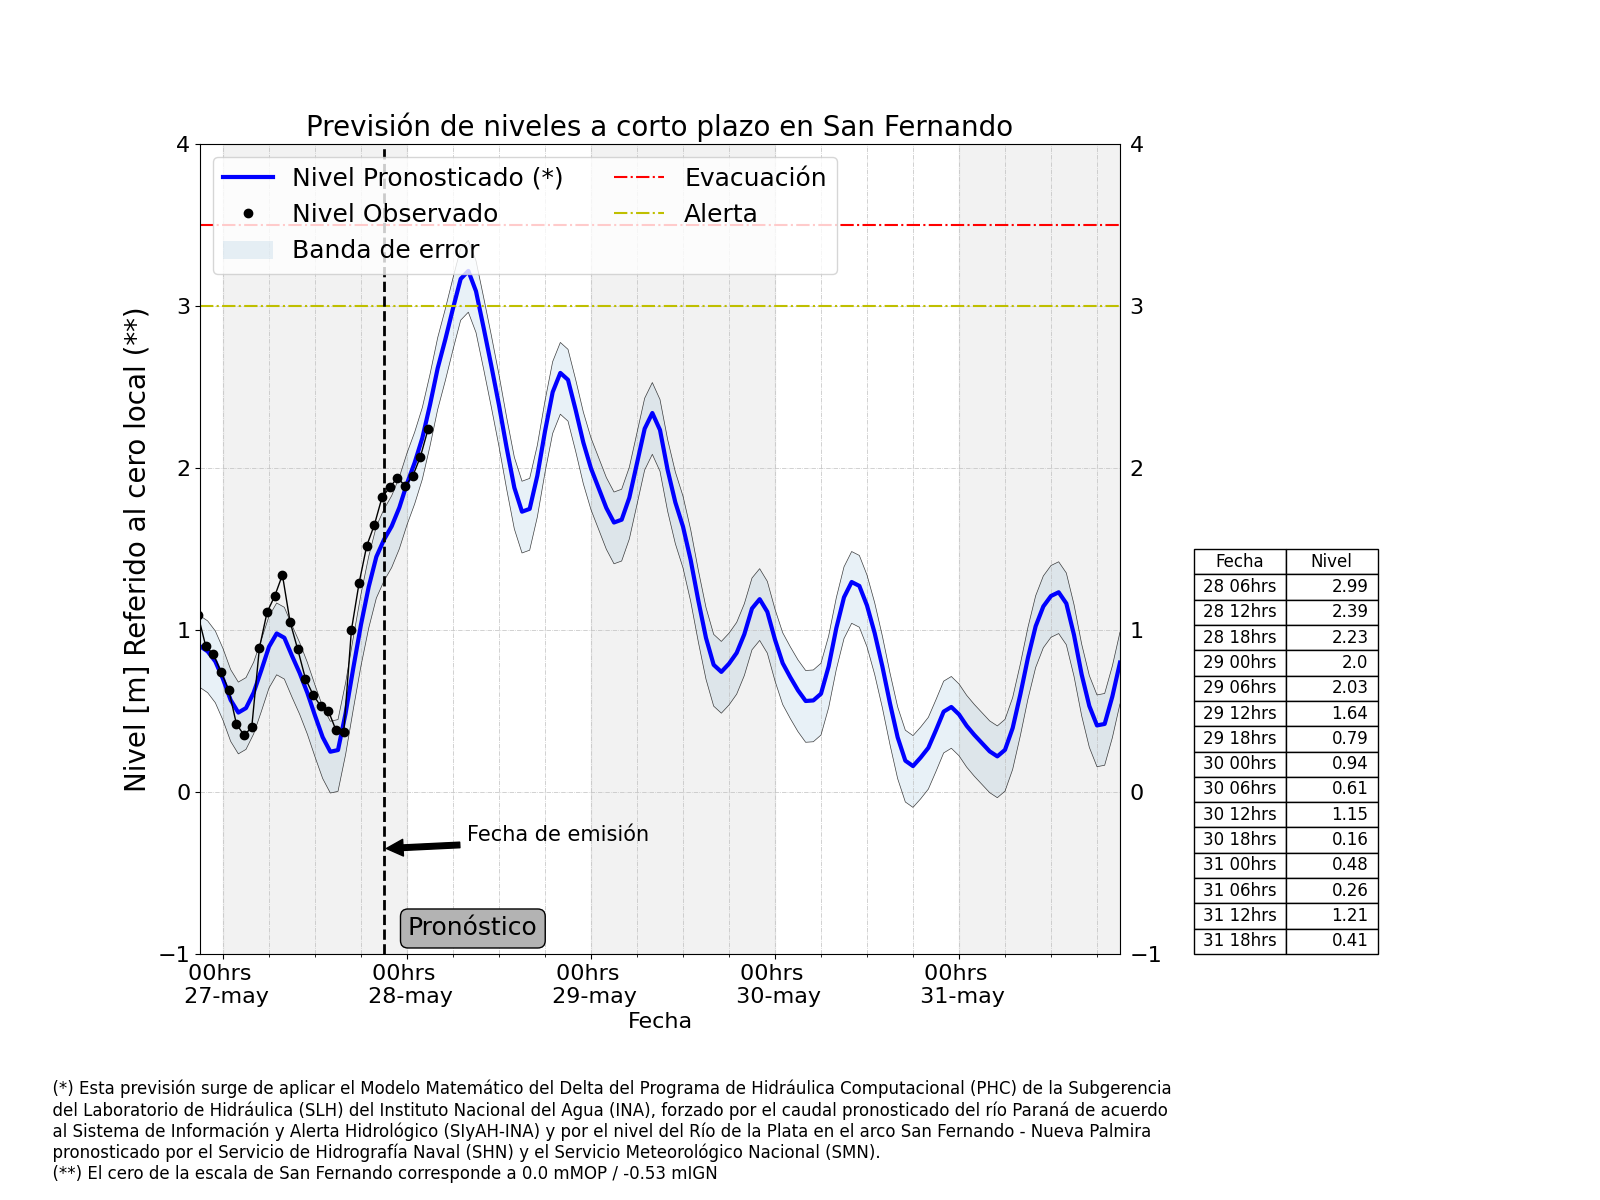 Previsión de niveles a corto plazo en San Fernando
Nivel Pronosticado (*)
Nivel Observado
Banda de error
Evacuación
Alerta
4
3
2
1
0
−1
4
3
2
1
0
−1
Nivel [m] Referido al cero local (**)
Fecha de emisión
Pronóstico
00hrs 00hrs 00hrs 00hrs 00hrs
27-may 28-may 29-may 30-may 31-may
Fecha
Fecha Nivel
28 06hrs 2.99
28 12hrs 2.39
28 18hrs 2.23
29 00hrs 2.0
29 06hrs 2.03
29 12hrs 1.64
29 18hrs 0.79
30 00hrs 0.94
30 06hrs 0.61
30 12hrs 1.15
30 18hrs 0.16
31 00hrs 0.48
31 06hrs 0.26
31 12hrs 1.21
31 18hrs 0.41
(*) Esta previsión surge de aplicar el Modelo Matemático del Delta del Programa de Hidráulica Computacional (PHC) de la Subgerencia
del Laboratorio de Hidráulica (SLH) del Instituto Nacional del Agua (INA), forzado por el caudal pronosticado del río Paraná de acuerdo
al Sistema de Información y Alerta Hidrológico (SIyAH-INA) y por el nivel del Río de la Plata en el arco San Fernando - Nueva Palmira
pronosticado por el Servicio de Hidrografía Naval (SHN) y el Servicio Meteorológico Nacional (SMN).
(**) El cero de la escala de San Fernando corresponde a 0.0 mMOP / -0.53 mIGN